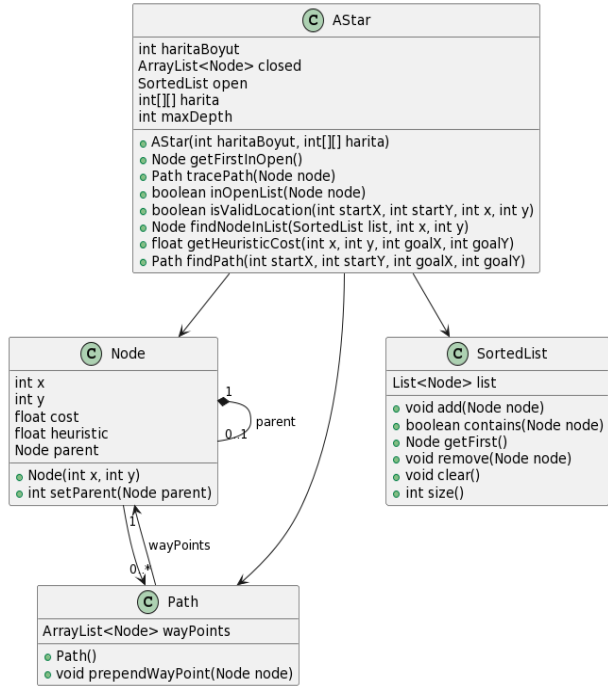 C AStar
int haritaBoyut
ArrayList<Node> closed
SortedList open
int[][] harita
int maxDepth
AStar(int haritaBoyut, int[][] harita)
Node getFirstInOpen()
Path tracePath(Node node)
boolean inOpenList(Node node)
boolean isValidLocation(int startX, int startY, int x, int y)
Node findNodeInList(SortedList list, int x, int y)
float getHeuristicCost(int x, int y, int goalX, int goalY)
Path findPath(int startX, int startY, int goalX, int goalY)
C Node
int x
int y
float cost
float heuristic
Node parent
Node(int x, int y)
int setParent(Node parent)
1
parent
0..1
C SortedList
List<Node> list
void add(Node node)
boolean contains(Node node)
Node getFirst()
void remove(Node node)
void clear()
int size()
1
wayPoints
0..*
C Path
ArrayList<Node> wayPoints
Path()
void prependWayPoint(Node node)